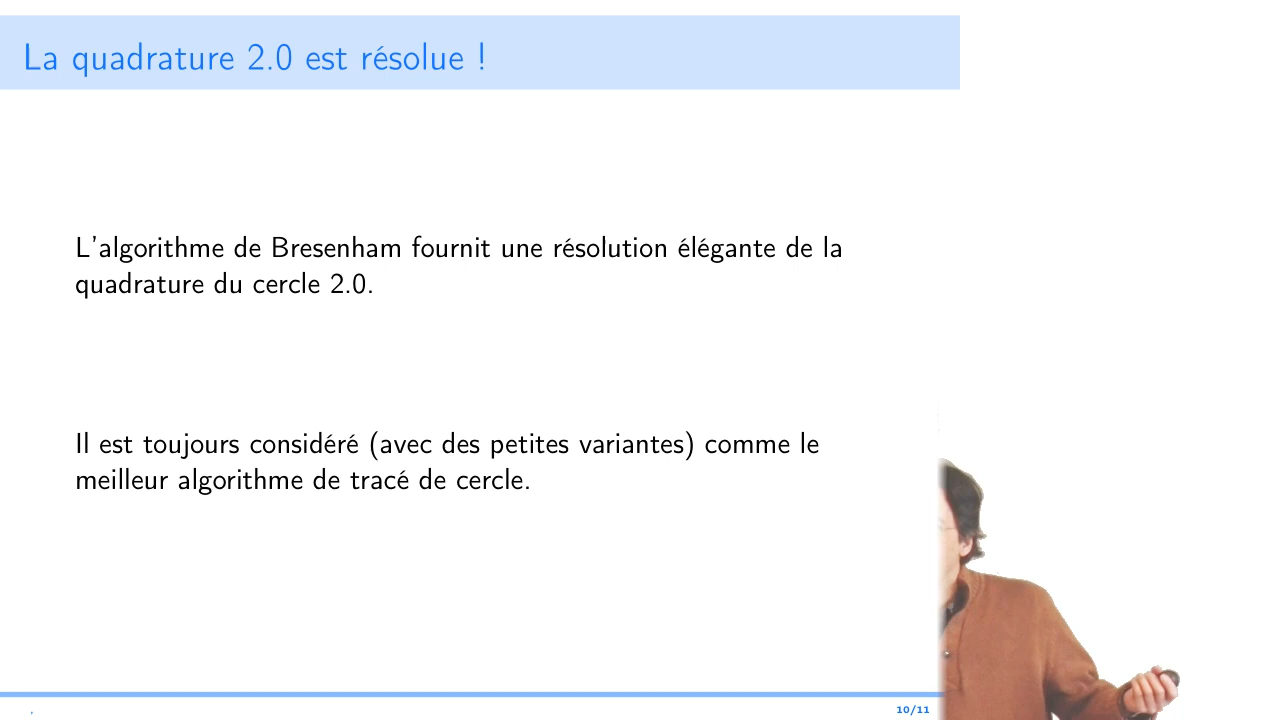 La quadrature 2.0 est résolue !
L'algorithme de Bresenham fournit une résolution élégante de la
quadrature du cercle 2.0.
Il est toujours considéré (avec des petites variantes) comme le
meilleur algorithme de tracé de cercle.
,
10/11